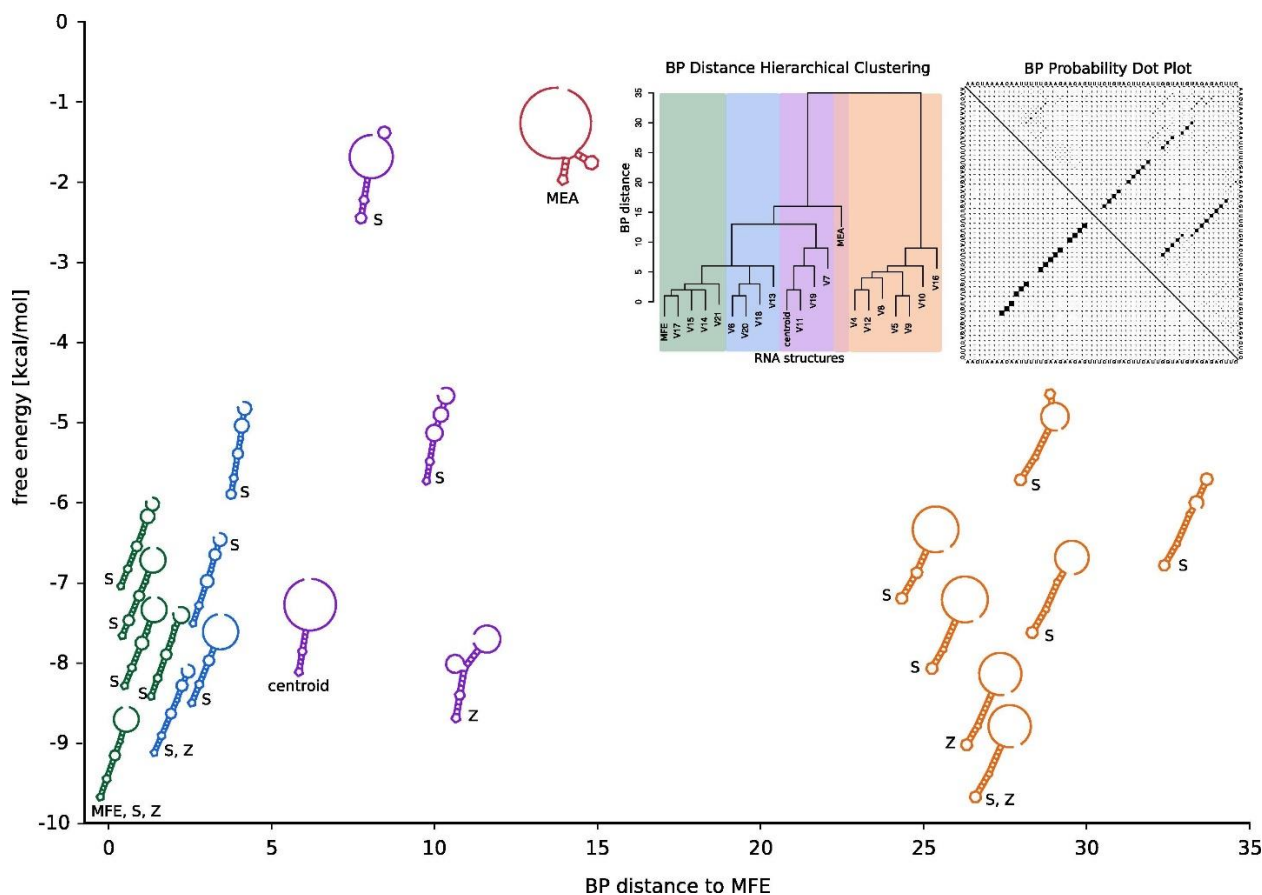 0
-1
-2
-3
-4
-5
-6
-7
-8
-9
-10
free energy [kcal/mol]
0
5
10
15
20
25
30
35
BP distance to MFE
S
MEA
S
S
S
S
S
S
S
S
S, Z
MFE, S, Z
centroid
Z
S
S
S
S
S
Z
S, Z
BP Distance Hierarchical Clustering
35
30
25
20
15
10
5
0
BP distance
MFE
V17
V15
V14
V21
V6
V20
V18
V13
centroid
V11
V19
V7
MEA
V4
V12
V8
V5
V9
V10
V16
RNA structures
BP Probability Dot Plot